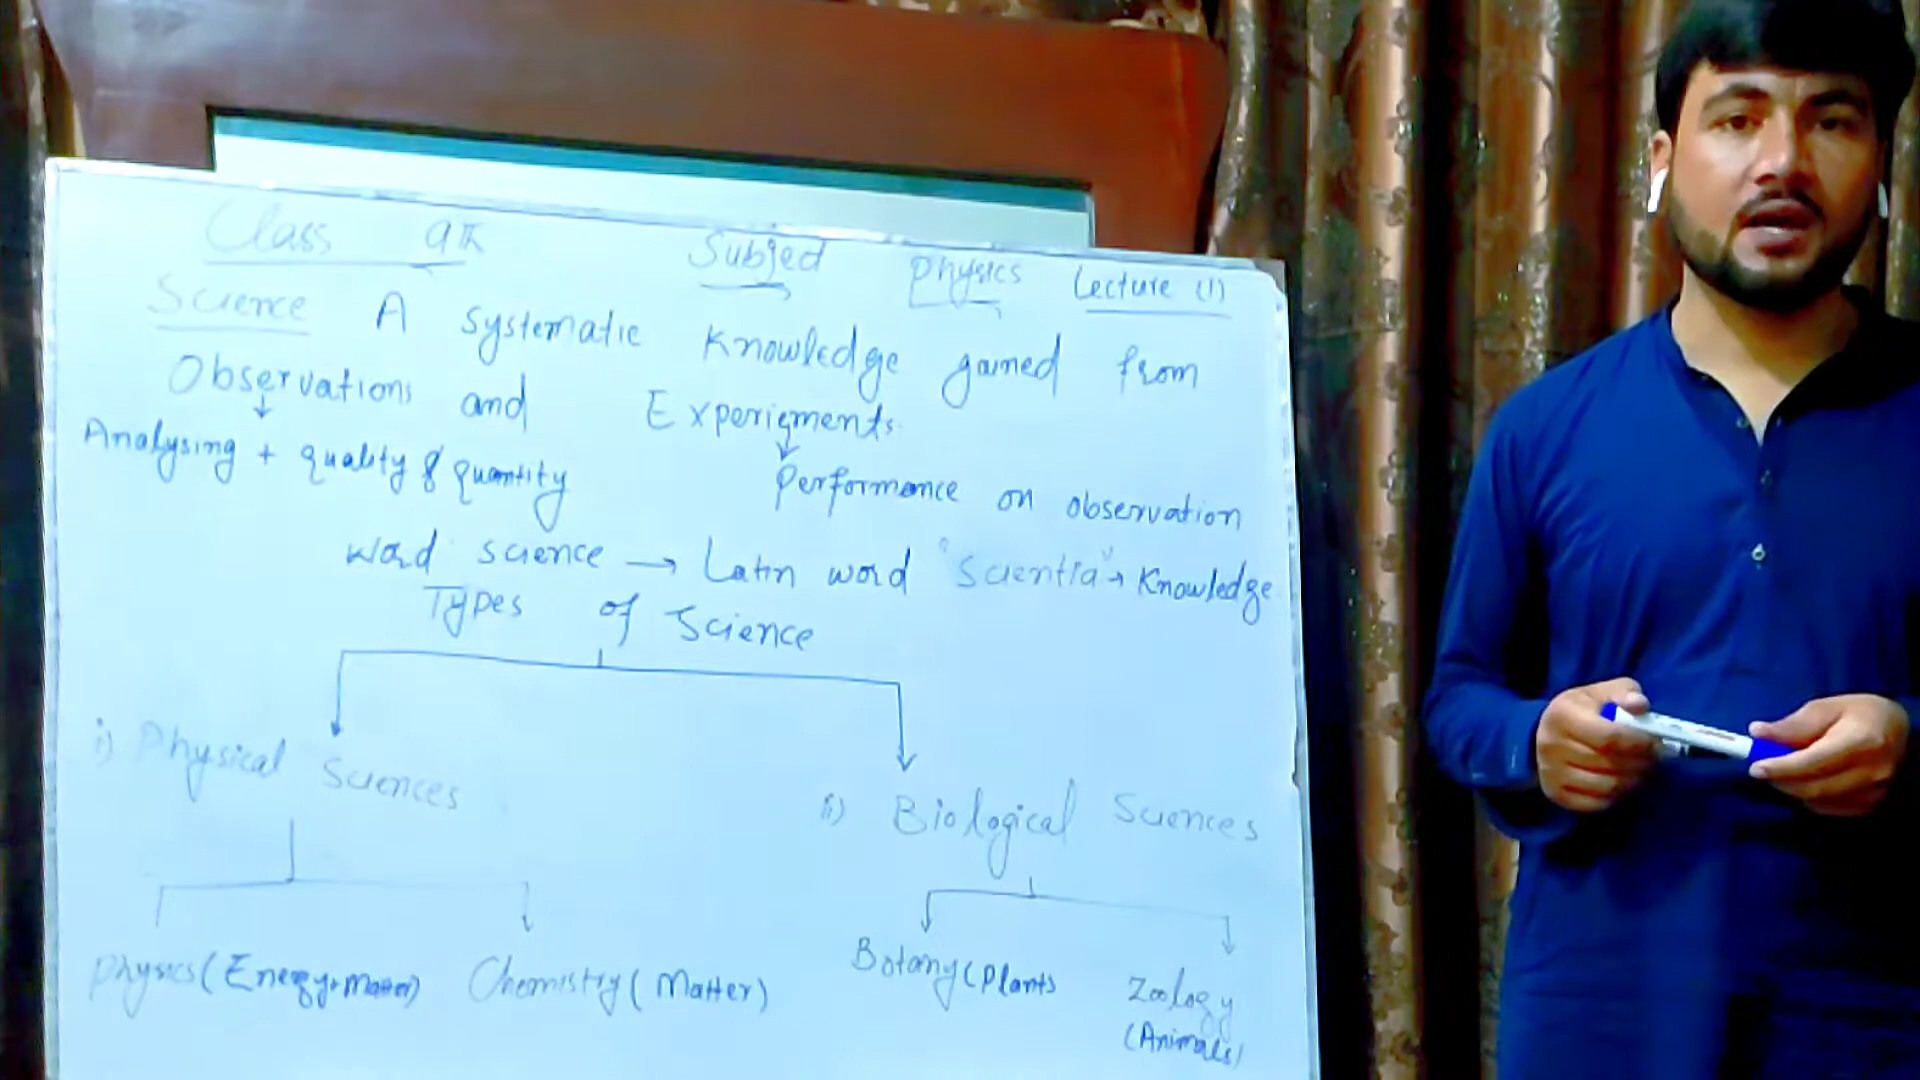 Class 9th Subject Physics Lecture (1)
Science A systematic Knowledge gained from
Observations and Experiqments.
Analysing + quality & quantity
Performance on observation
Word science → Latin word "Scientia" → Knowledge
Types of Science
i) Physical Sciences
ii) Biological Sciences
Physics (Energy+Matter) Chemistry (Matter)
Botany (Plants
Zoology
(Animals)